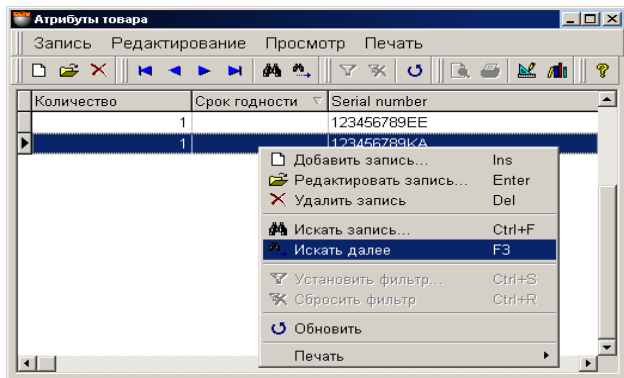 Атрибуты товара
Запись Редактирование Просмотр Печать
Количество Срок годности Serial number
1 123456789EE
1 123456789KA
Добавить запись... Ins
Редактировать запись... Enter
Удалить запись Del
Искать запись... Ctrl+F
Искать далее F3
Установить фильтр... Ctrl+S
Сбросить фильтр Ctrl+R
Обновить
Печать